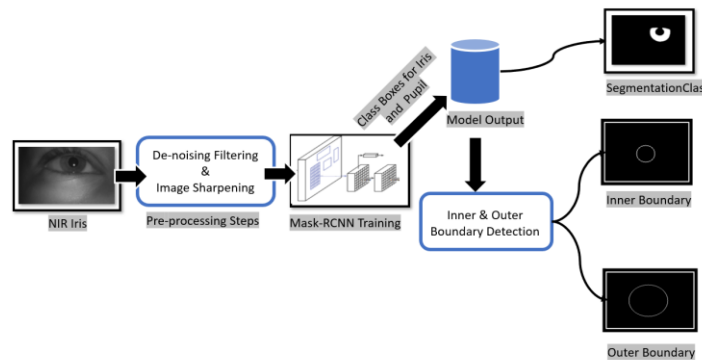 NIR Iris
De-noising Filtering
&
Image Sharpening
Pre-processing Steps
Mask-RCNN Training
Class Boxes for Iris
and Pupil
Model Output
SegmentationClass
Inner & Outer
Boundary Detection
Inner Boundary
Outer Boundary